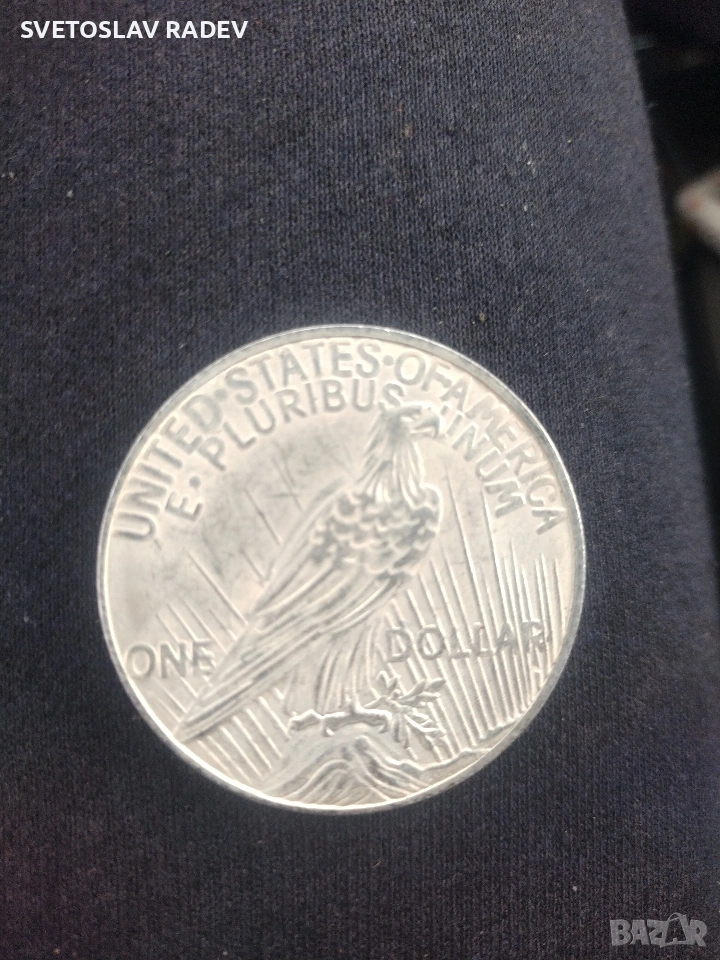 SVETOSLAV RADEV
UNITED·STATES·OF·AMERICA
E·PLURIBUS UNUM
ONE DOLLAR
BAZAR